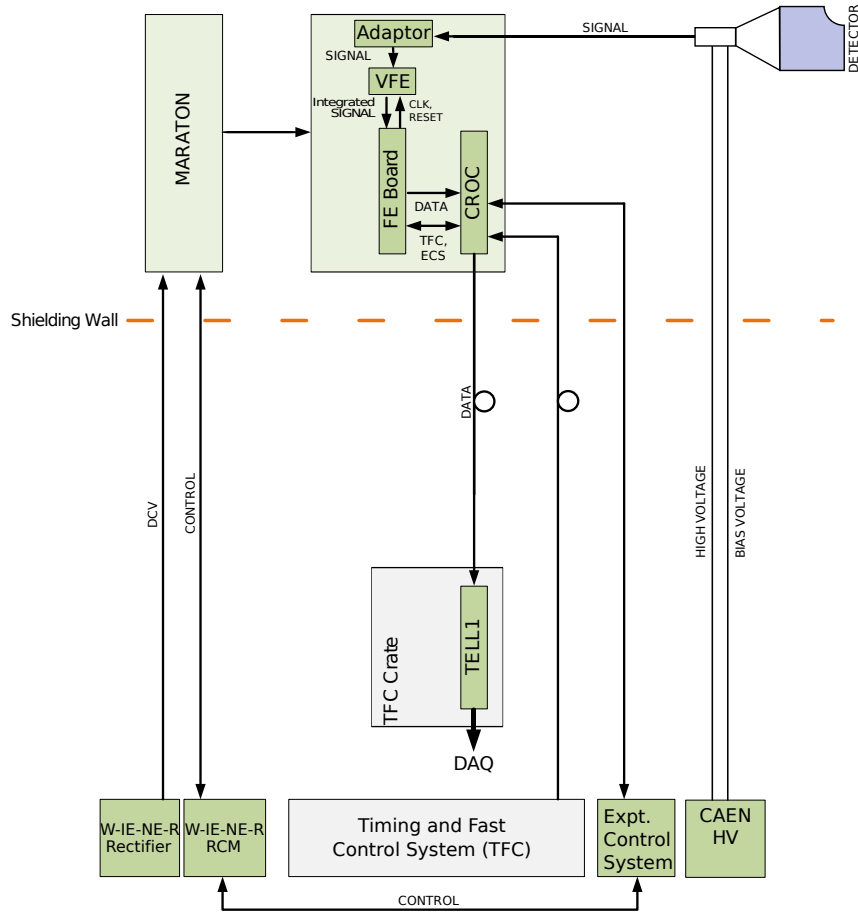 Adaptor
SIGNAL
SIGNAL
DETECTOR
VFE
Integrated
SIGNAL
CLK,
RESET
MARATON
FE Board
CROC
DATA
TFC,
ECS
Shielding Wall
DATA
DCV
CONTROL
HIGH VOLTAGE
BIAS VOLTAGE
TFC Crate
TELL1
DAQ
W-IE-NE-R
Rectifier
W-IE-NE-R
RCM
Timing and Fast
Control System (TFC)
Expt.
Control
System
CAEN
HV
CONTROL